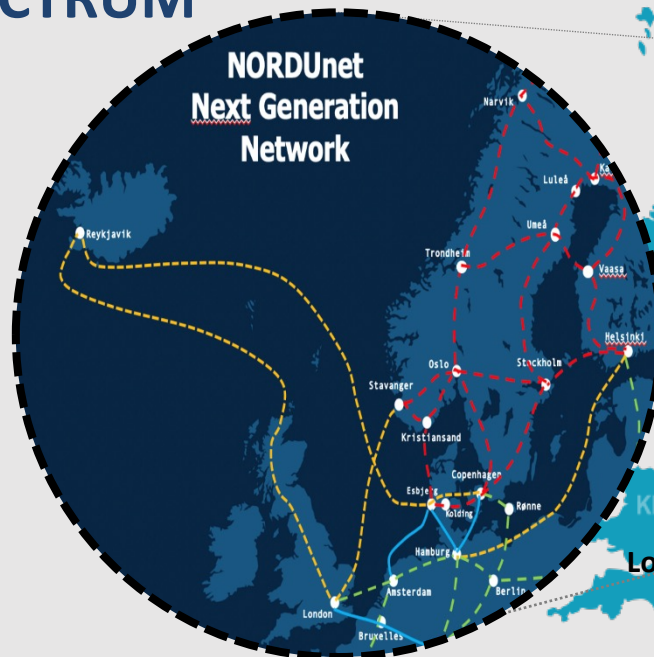 CTRUM
NORDUnet
Next Generation
Network
Narvik
Luleå
Ka
Reykjavik
Umeå
Trondheim
Vaasa
Helsinki
Oslo
Stockholm
Stavanger
Kristiansand
Copenhagen
Esbjerg
Kolding
Rønne
Hamburg
Lo
Amsterdam
Berlin
London
Bruxelles